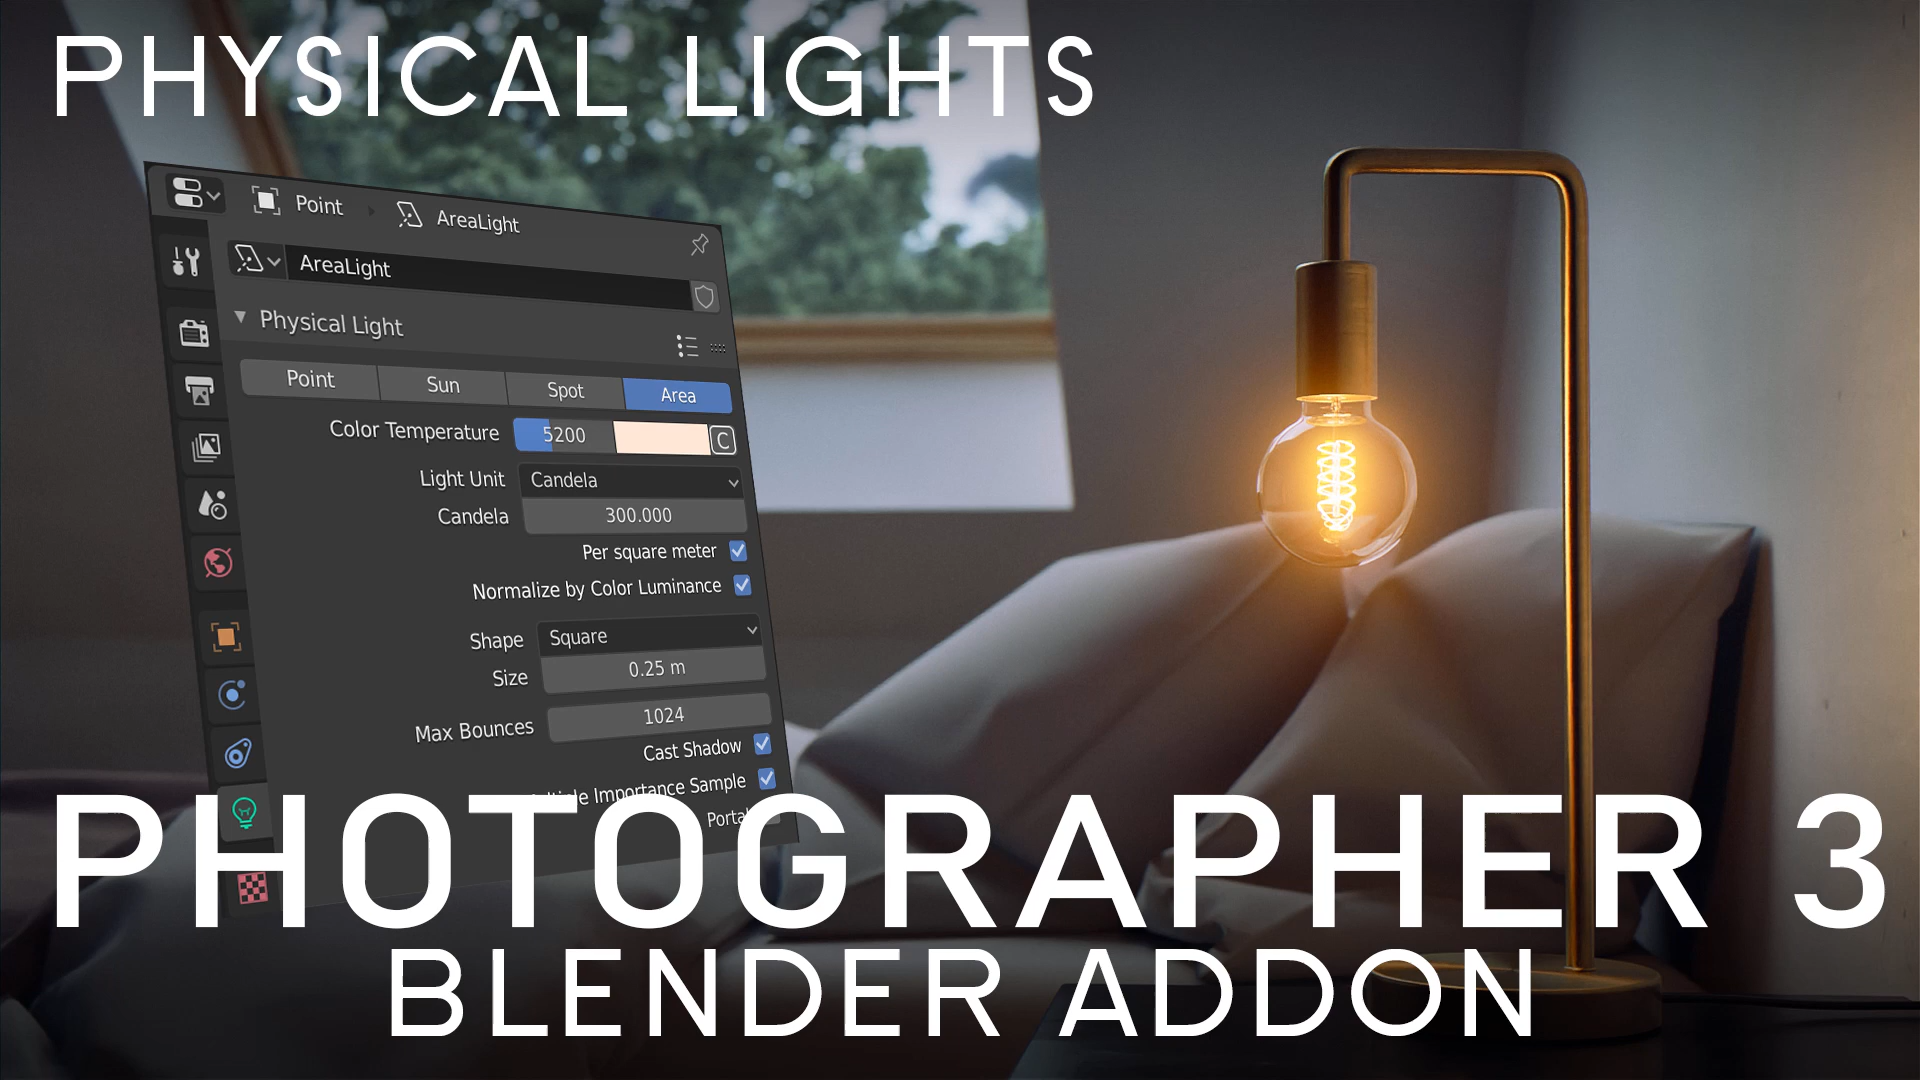 PHYSICAL LIGHTS
Point AreaLight
AreaLight
Physical Light
Point Sun Spot Area
Color Temperature 5200 C
Light Unit Candela
Candela 300.000
Per square meter
Normalize by Color Luminance
Shape Square
Size 0.25 m
Max Bounces 1024
Cast Shadow
Importance Sample
PHOTOGRAPHER 3
BLENDER ADDON